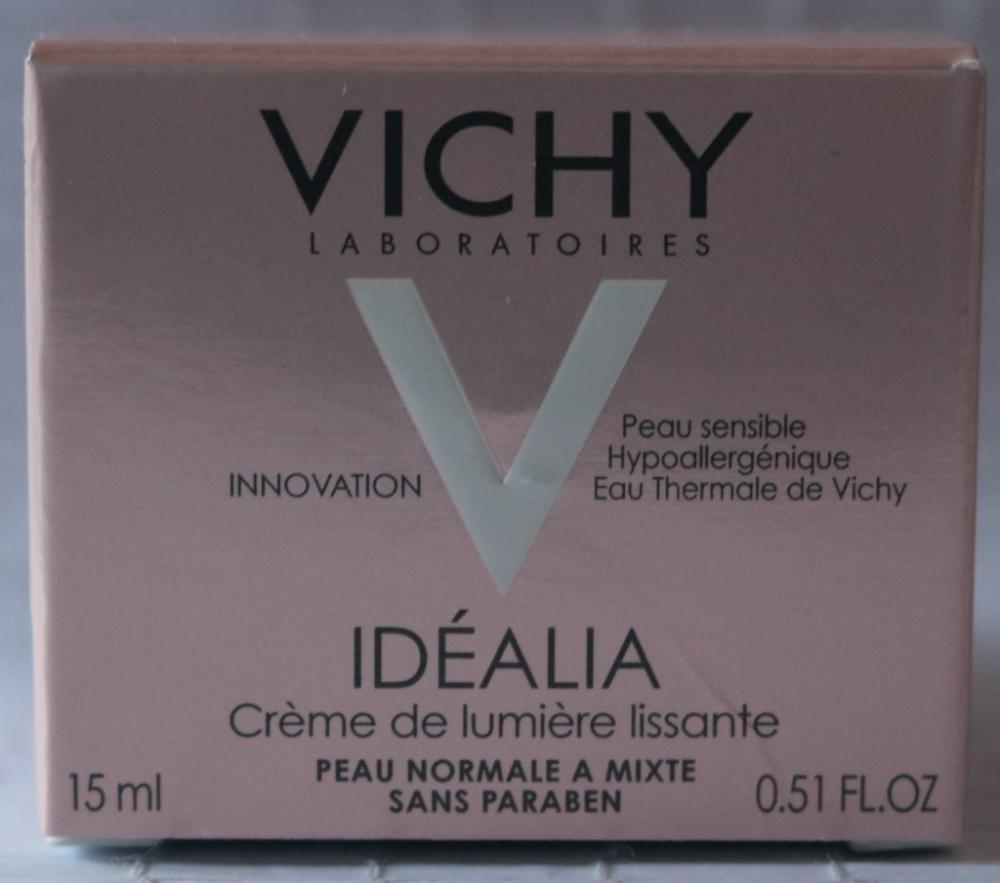 VICHY
LABORATOIRES
V
Peau sensible
Hypoallergénique
INNOVATION
Eau Thermale de Vichy
IDÉALIA
Crème de lumière lissante
PEAU NORMALE A MIXTE
SANS PARABEN
15 ml
0.51 FL.OZ